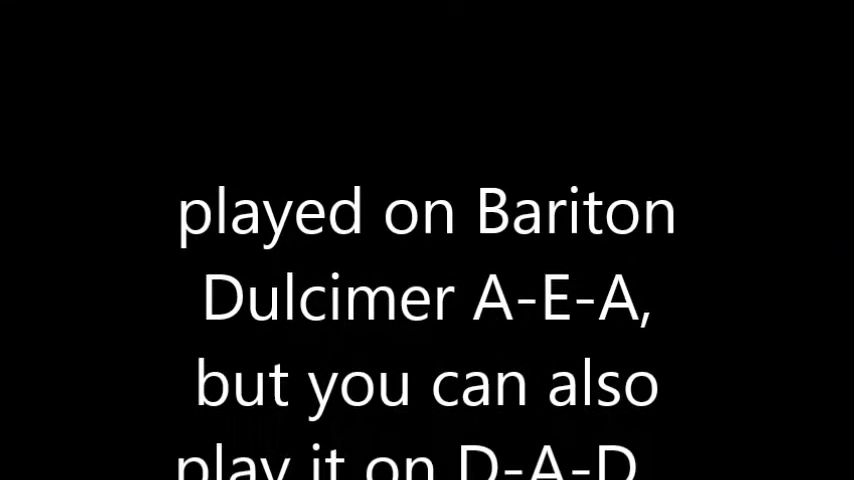 played on Bariton
Dulcimer A-E-A,
but you can also
play it on D-A-D